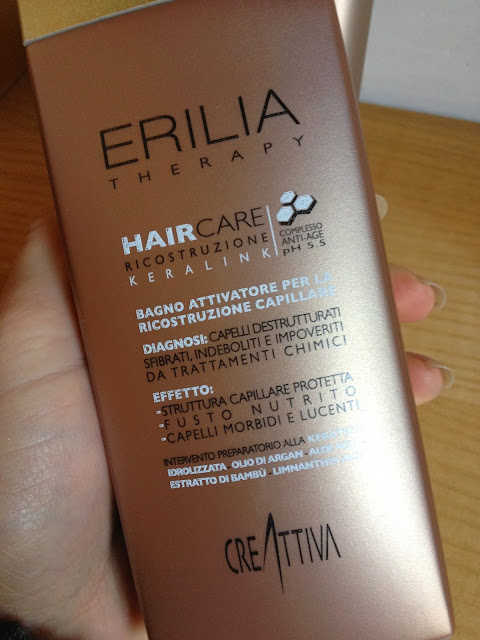 ERILIA
THERAPY
HAIRCARE
RICOSTRUZIONE
KERALINK
COMPLESSO
ANTI-AGE
pH 5.5
BAGNO ATTIVATORE PER LA
RICOSTRUZIONE CAPILLARE
DIAGNOSI: CAPELLI DESTRUTTURATI
SFIBRATI, INDEBOLITI E IMPOVERITI
DA TRATTAMENTI CHIMICI
EFFETTO:
-STRUTTURA CAPILLARE PROTETTA
-FUSTO NUTRITO
-CAPELLI MORBIDI E LUCENTI
INTERVENTO PREPARATORIO ALLA
IDROLIZZATA - OLIO DI ARGAN -
ESTRATTO DI BAMBÙ -
CREATTIVA